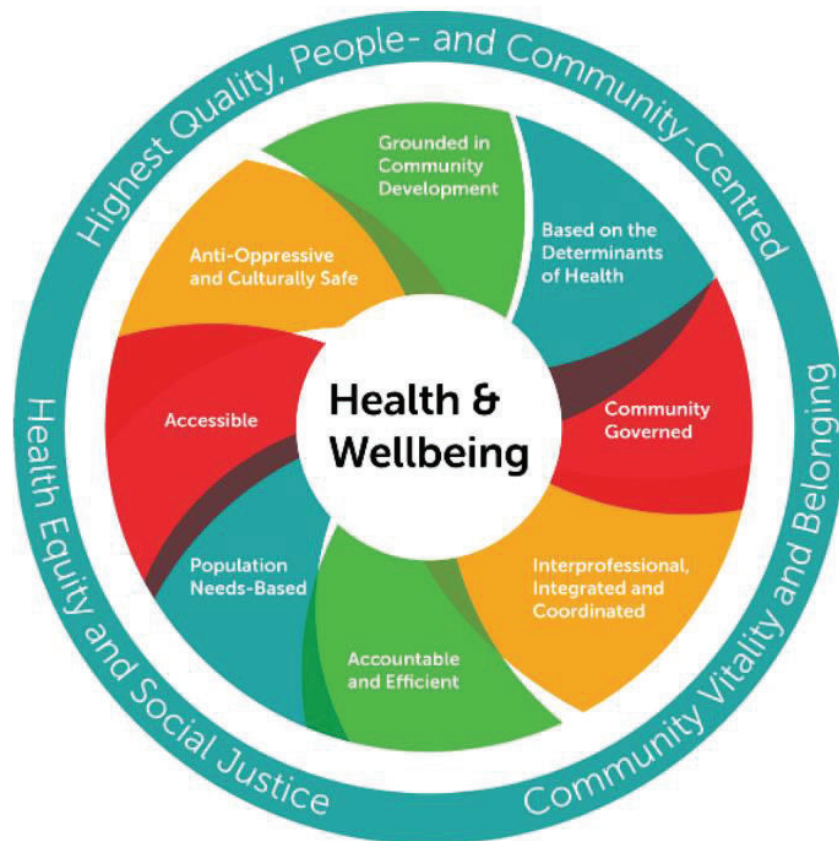 Highest Quality, People- and Community-Centred
Grounded in
Community
Development
Based on the
Determinants
of Health
Anti-Oppressive
and Culturally Safe
Accessible
Health &
Wellbeing
Community
Governed
Population
Needs-Based
Interprofessional,
Integrated and
Coordinated
Accountable
and Efficient
Health Equity and Social Justice
Community Vitality and Belonging